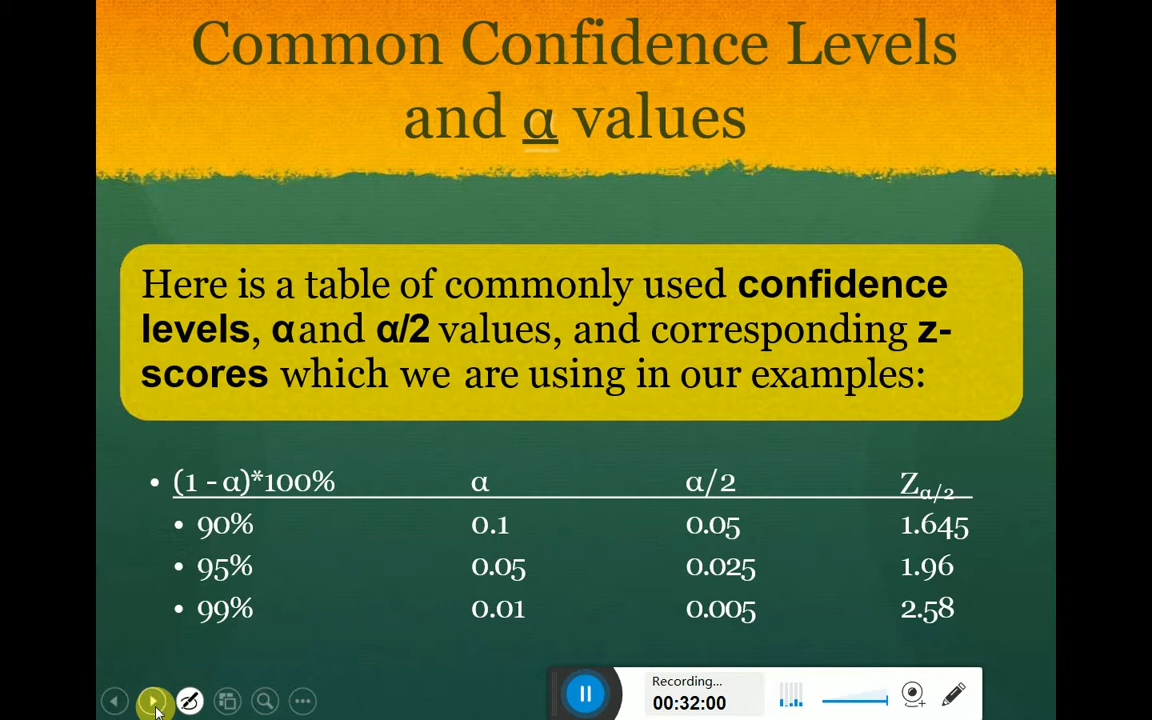 Common Confidence Levels
and α values
Here is a table of commonly used confidence
levels, α and α/2 values, and corresponding z-
scores which we are using in our examples:
• (1 - α)*100% α α/2 Zα/2
• 90% 0.1 0.05 1.645
• 95% 0.05 0.025 1.96
• 99% 0.01 0.005 2.58
Recording...
00:32:00